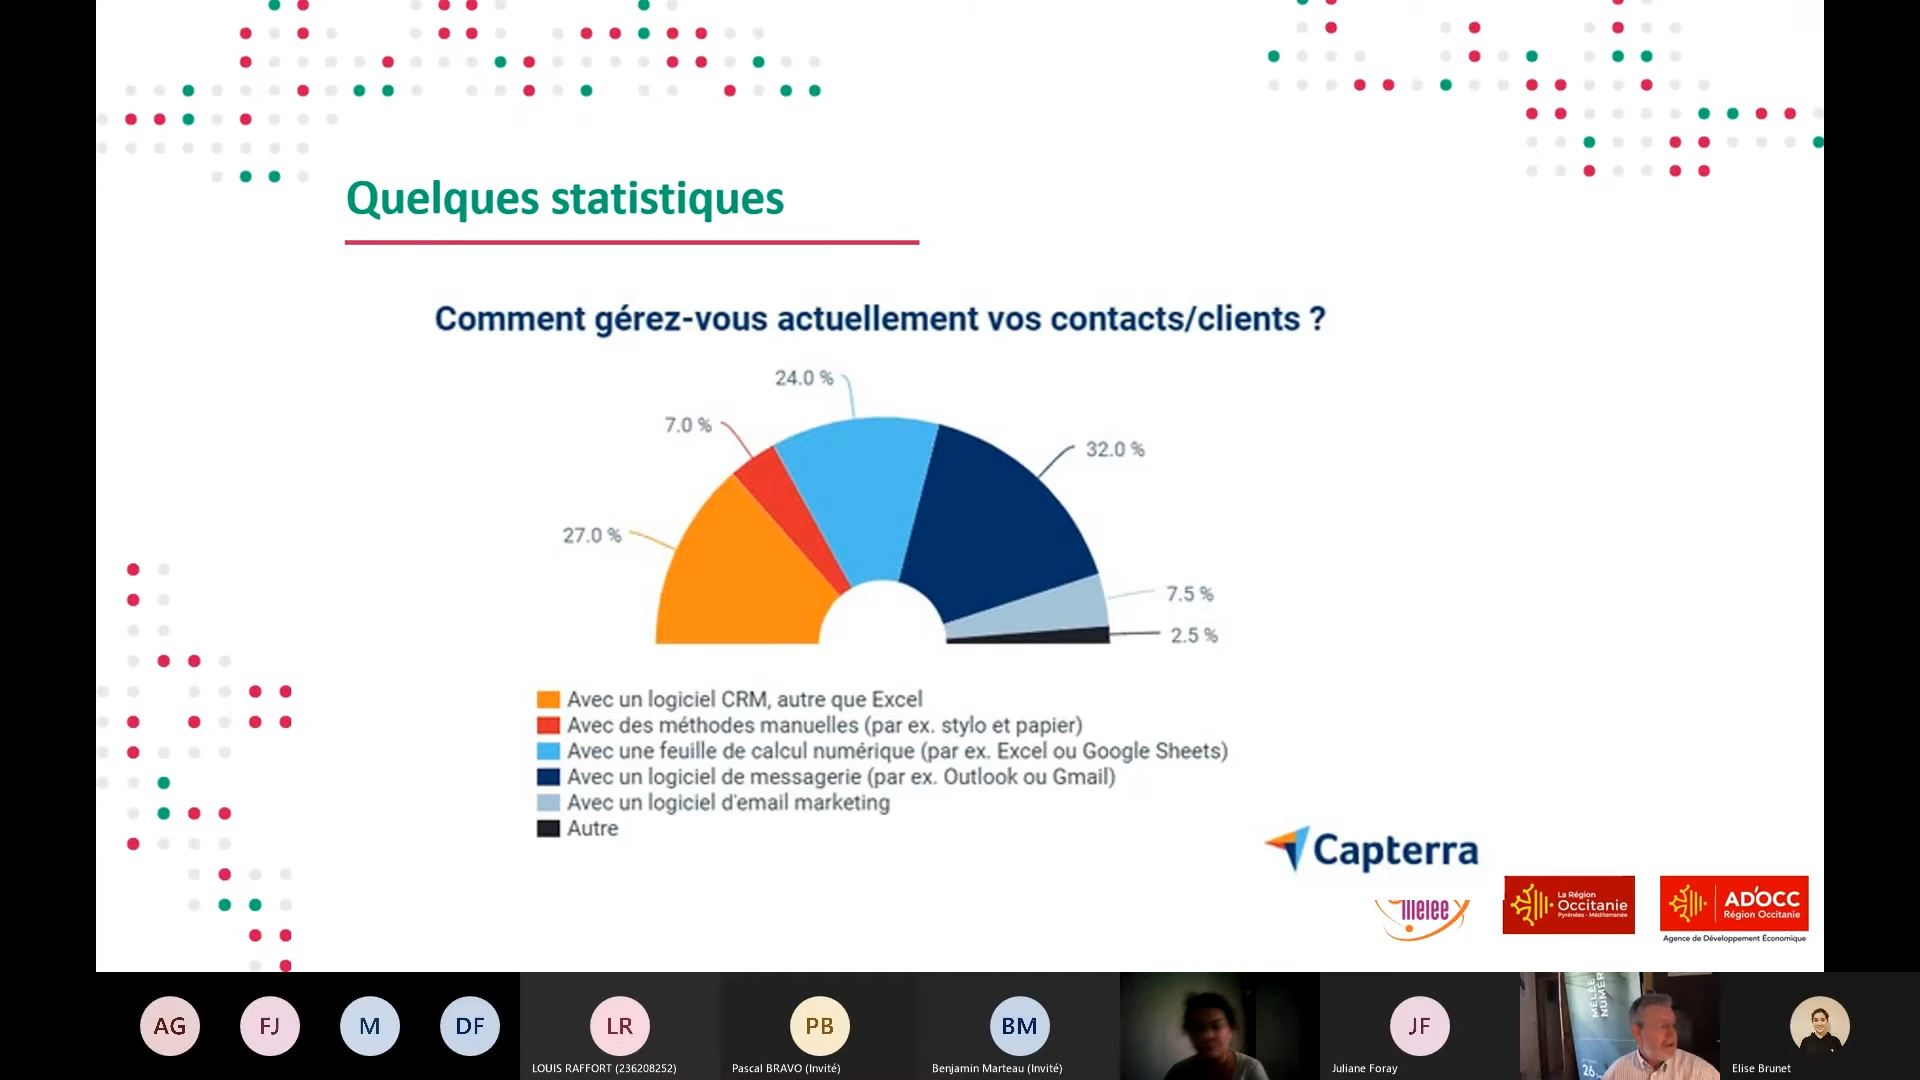 Quelques statistiques
Comment gérez-vous actuellement vos contacts/clients ?
24.0 %
7.0 %
32.0 %
27.0 %
7.5 %
2.5 %
Avec un logiciel CRM, autre que Excel
Avec des méthodes manuelles (par ex. stylo et papier)
Avec une feuille de calcul numérique (par ex. Excel ou Google Sheets)
Avec un logiciel de messagerie (par ex. Outlook ou Gmail)
Avec un logiciel d'email marketing
Autre
Capterra
melee
La Région
Occitanie
Pyrénées - Méditerranée
AD'OCC
Région Occitanie
Agence de Développement Économique
AG
FJ
M
DF
LR
PB
BM
JF
MÊLÉE
NUMÉR
26
LOUIS RAFFORT (236208252)
Pascal BRAVO (Invité)
Benjamin Marteau (Invité)
Juliane Foray
Elise Brunet